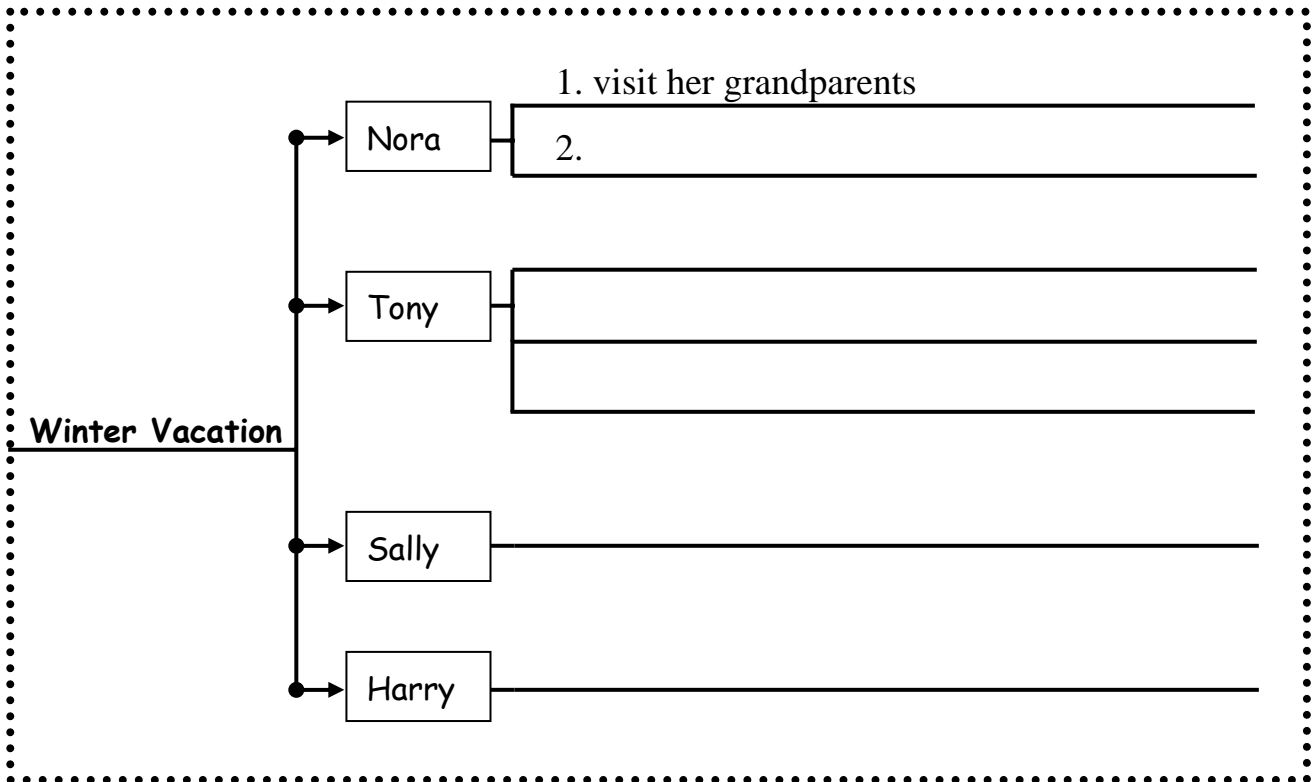 1. visit her grandparents
Nora
2.
Tony
Winter Vacation
Sally
Harry